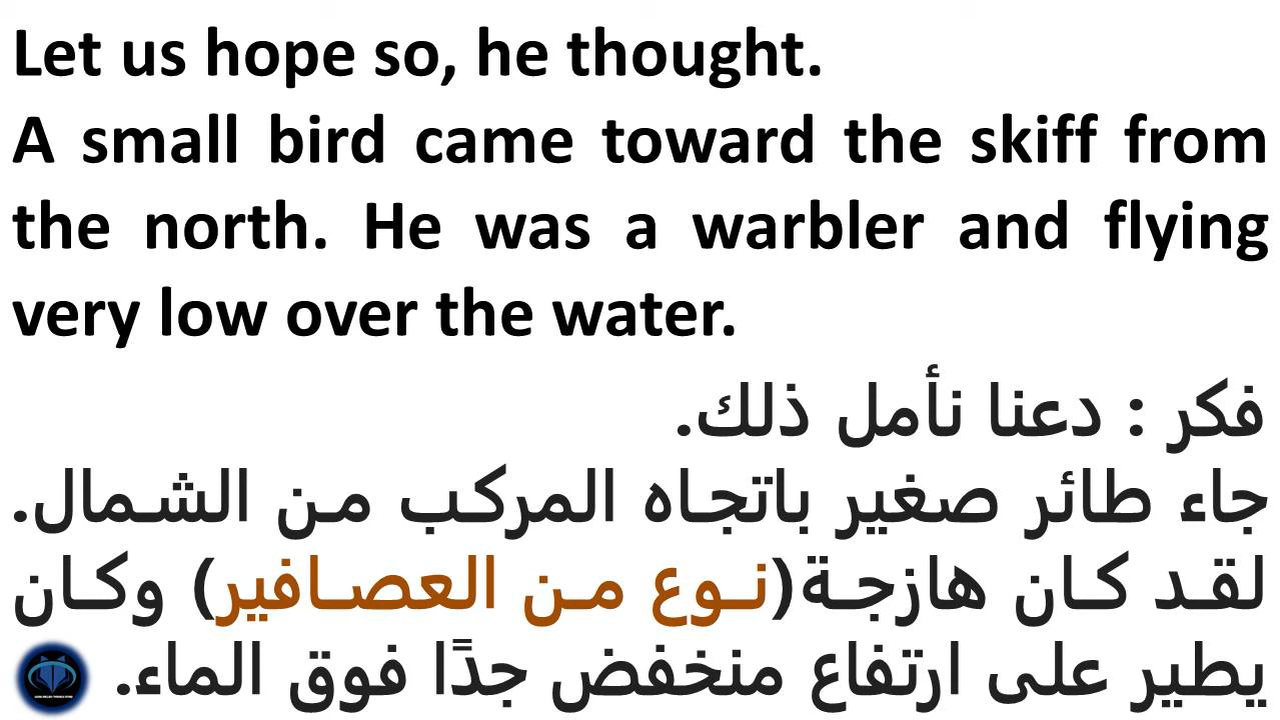 Let us hope so, he thought.
A small bird came toward the skiff from
the north. He was a warbler and flying
very low over the water.
فكر : دعنا نأمل ذلك.
جاء طائر صغير باتجاه المركب من الشمال.
لقد كان هازجة(نوع من العصافير) وكان
يطير على ارتفاع منخفض جدًا فوق الماء.